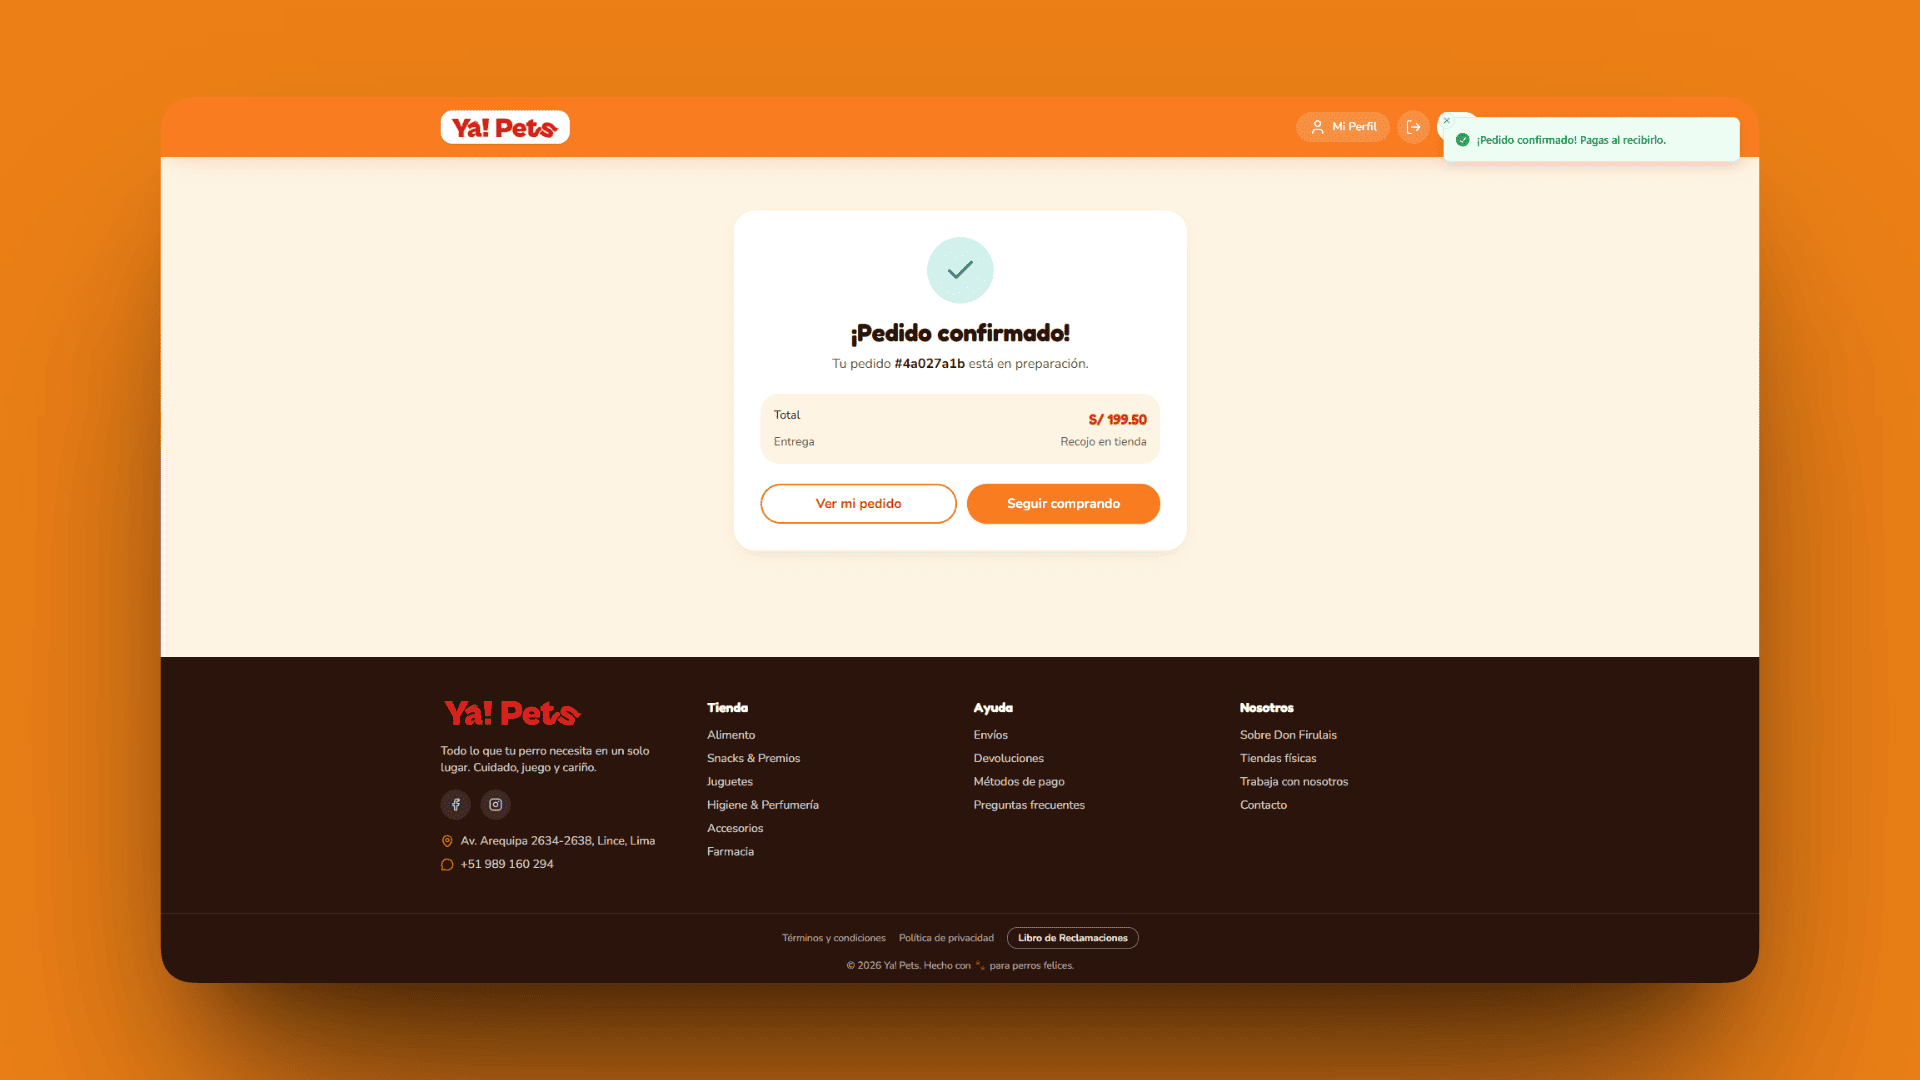 Ya! Pets
Mi Perfil
¡Pedido confirmado! Pagas al recibirlo.
¡Pedido confirmado!
Tu pedido #4a027a1b está en preparación.
Total S/ 199.50
Entrega Recojo en tienda
Ver mi pedido Seguir comprando
Ya! Pets
Todo lo que tu perro necesita en un solo
lugar. Cuidado, juego y cariño.
Av. Arequipa 2634-2638, Lince, Lima
+51 989 160 294
Tienda
Alimento
Snacks & Premios
Juguetes
Higiene & Perfumería
Accesorios
Farmacia
Ayuda
Envíos
Devoluciones
Métodos de pago
Preguntas frecuentes
Nosotros
Sobre Don Firulais
Tiendas físicas
Trabaja con nosotros
Contacto
Términos y condiciones Política de privacidad Libro de Reclamaciones
© 2026 Ya! Pets. Hecho con 🐾 para perros felices.